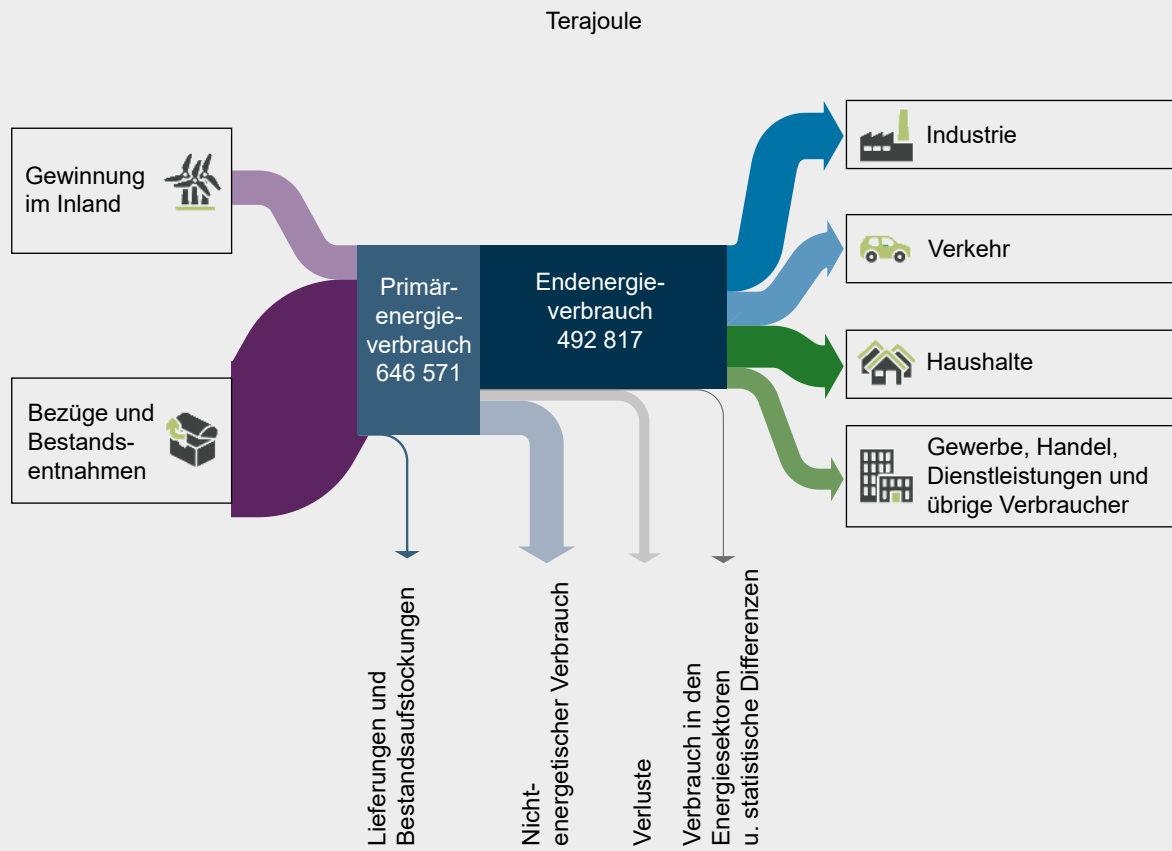 Terajoule
Gewinnung
im Inland
Bezüge und
Bestands-
entnahmen
Primär-
energie-
verbrauch
646 571
Endenergie-
verbrauch
492 817
Industrie
Verkehr
Haushalte
Gewerbe, Handel,
Dienstleistungen und
übrige Verbraucher
Lieferungen und
Bestandsaufstockungen
Nicht-
energetischer Verbrauch
Verluste
Verbrauch in den
Energiesektoren
u. statistische Differenzen